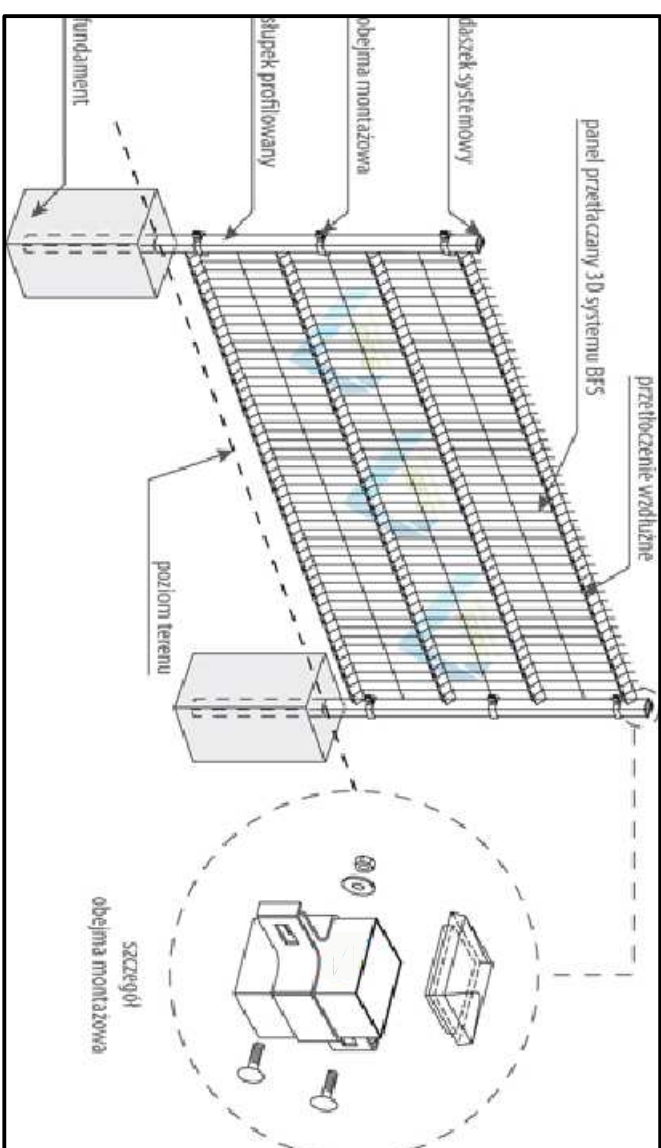 daszek systemowy
obejma montażowa
słupek profilowany
fundament
panel przetłaczany 3D systemu BFS
przetłoczenie wzdłużne
poziom terenu
szczegół
obejma montażowa